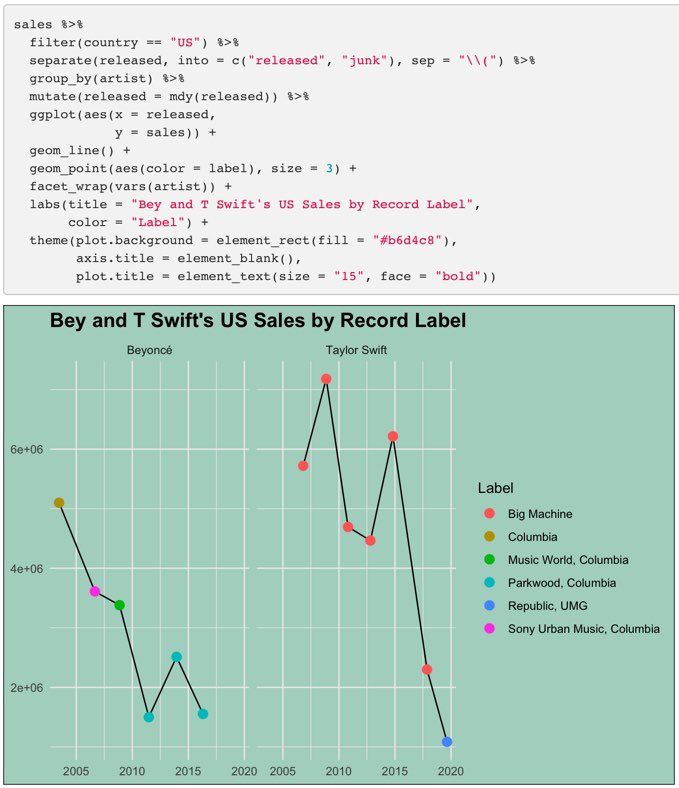 sales %>%
filter(country == "US") %>%
separate(released, into = c("released", "junk"), sep = "\\(") %>%
group_by(artist) %>%
mutate(released = mdy(released)) %>%
ggplot(aes(x = released,
y = sales)) +
geom_line() +
geom_point(aes(color = label), size = 3) +
facet_wrap(vars(artist)) +
labs(title = "Bey and T Swift's US Sales by Record Label",
color = "Label") +
theme(plot.background = element_rect(fill = "#b6d4c8"),
axis.title = element_blank(),
plot.title = element_text(size = "15", face = "bold"))
Bey and T Swift's US Sales by Record Label
Beyoncé Taylor Swift
6e+06
4e+06
2e+06
2005 2010 2015 2020 2005 2010 2015 2020
Label
Big Machine
Columbia
Music World, Columbia
Parkwood, Columbia
Republic, UMG
Sony Urban Music, Columbia